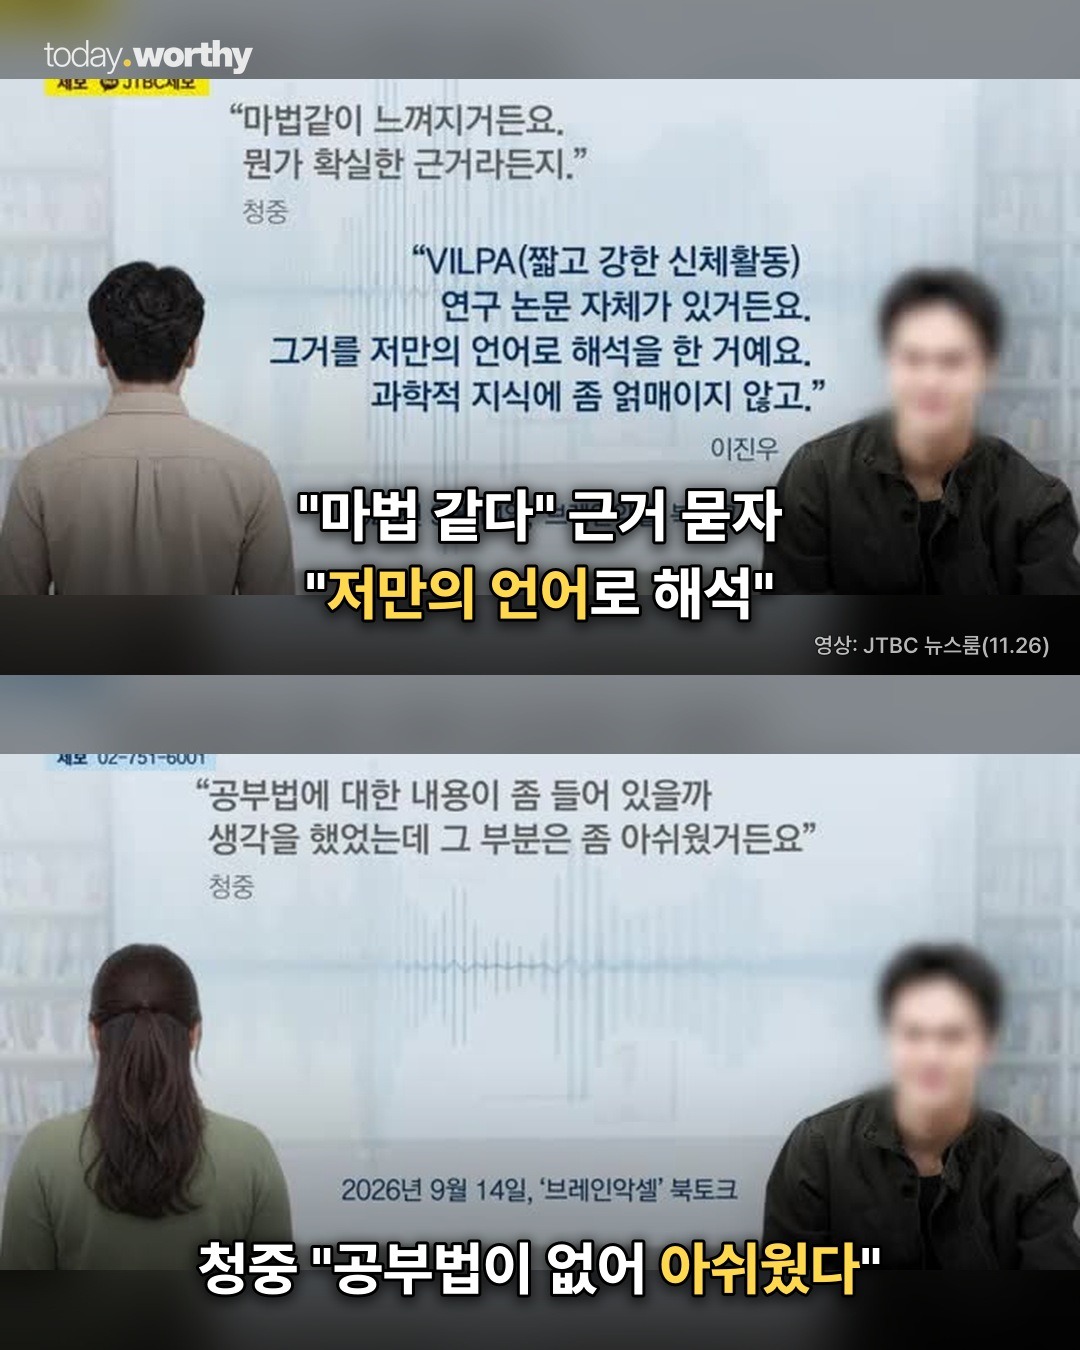 today.worthy
제보 JTBC제보
“마법같이 느껴지거든요.
뭔가 확실한 근거라든지.”
청중
“VILPA(짧고 강한 신체활동)
연구 논문 자체가 있거든요.
그거를 저만의 언어로 해석을 한 거예요.
과학적 지식에 좀 얽매이지 않고.”
이진우
"마법 같다" 근거 묻자
"저만의 언어로 해석"
영상: JTBC 뉴스룸(11.26)
제보 02-751-6001
“공부법에 대한 내용이 좀 들어 있을까
생각을 했었는데 그 부분은 좀 아쉬웠거든요”
청중
2026년 9월 14일, ‘브레인악셀’ 북토크
청중 "공부법이 없어 아쉬웠다"